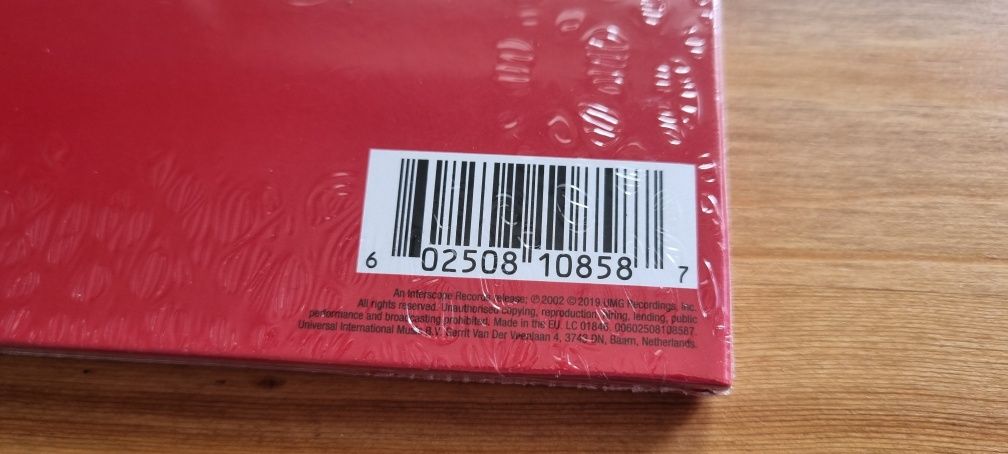 6 02508 10858 7
An Interscope Records release; ℗ 2002 © 2019 UMG Recordings, Inc.
All rights reserved. Unauthorised copying, reproduction, hiring, lending, public
performance and broadcasting prohibited. Made in the EU. LC 01846. 00602508108587.
Universal International Music B.V. Gerrit Van Der Veenlaan 4, 3743 DN, Baarn, Netherlands.